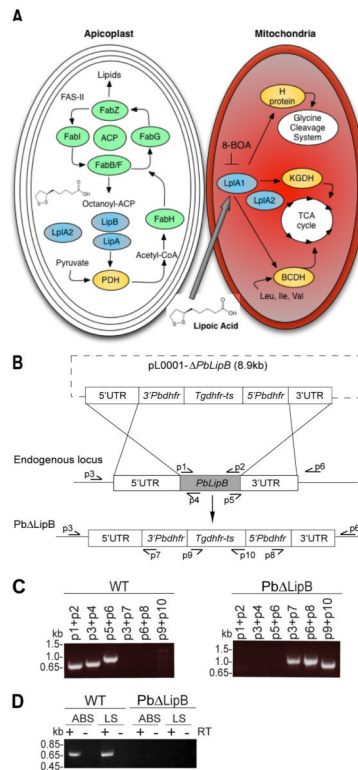 A
Apicoplast
Mitochondria
Lipids
FAS-II
FabZ
FabI
ACP
FabG
FabB/F
Octanoyl-ACP
LipB
FabH
LplA2
LipA
Pyruvate
Acetyl-CoA
PDH
H
protein
Glycine
Cleavage
System
8-BOA
LplA1
KGDH
LplA2
TCA
cycle
BCDH
Leu, Ile, Val
Lipoic Acid
B
pL0001-ΔPbLipB (8.9kb)
5'UTR 3'Pbdhfr Tgdhfr-ts 5'Pbdhfr 3'UTR
Endogenous locus
p3 p1 p2 p6
5'UTR PbLipB 3'UTR
p4 p5
PbΔLipB
p3 p6
5'UTR 3'Pbdhfr Tgdhfr-ts 5'Pbdhfr 3'UTR
p7 p9 p10 p8
C
WT PbΔLipB
p1+p2 p3+p4 p5+p6 p3+p7 p6+p8 p9+p10 p1+p2 p3+p4 p5+p6 p3+p7 p6+p8 p9+p10
kb kb
1.5- 1.5-
1.0- 1.0-
0.65- 0.65-
D
WT PbΔLipB
ABS LS ABS LS
kb + - + - + - + - RT
0.85-
0.65-
0.45-